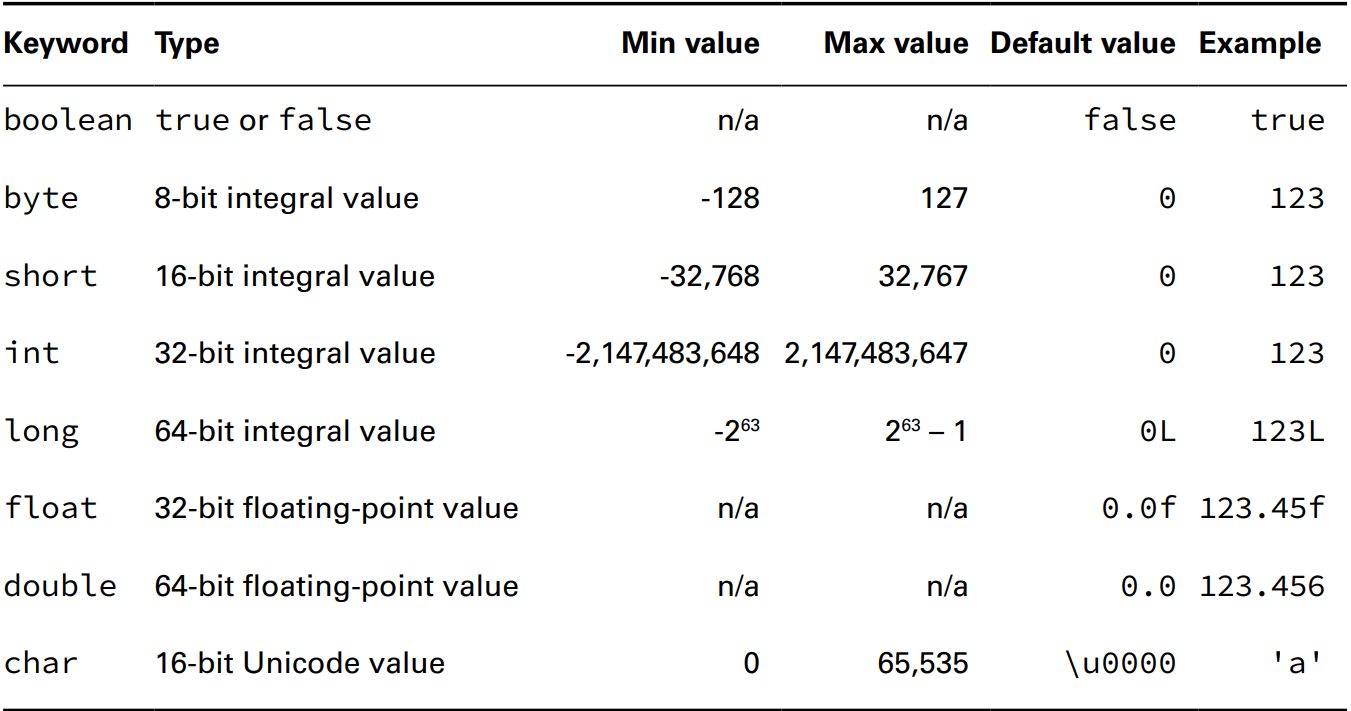 Keyword Type Min value Max value Default value Example
boolean true or false n/a n/a false true
byte 8-bit integral value -128 127 0 123
short 16-bit integral value -32,768 32,767 0 123
int 32-bit integral value -2,147,483,648 2,147,483,647 0 123
long 64-bit integral value -2⁶³ 2⁶³ – 1 0L 123L
float 32-bit floating-point value n/a n/a 0.0f 123.45f
double 64-bit floating-point value n/a n/a 0.0 123.456
char 16-bit Unicode value 0 65,535 \u0000 'a'